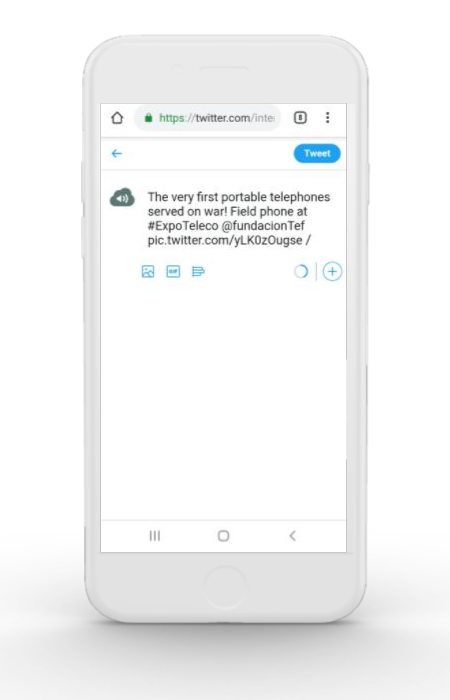 https://twitter.com/inte
8
Tweet
The very first portable telephones
served on war! Field phone at
#ExpoTeleco @fundacionTef
pic.twitter.com/yLK0zOugse /
GIF